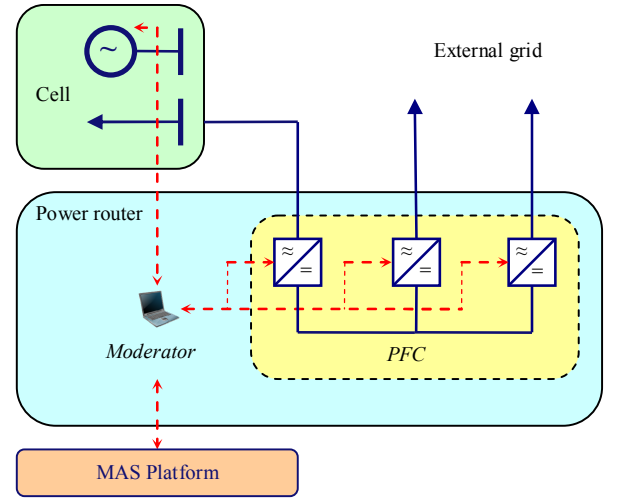 ~
Cell
External grid
Power router
≈
=
≈
=
≈
=
Moderator
PFC
MAS Platform